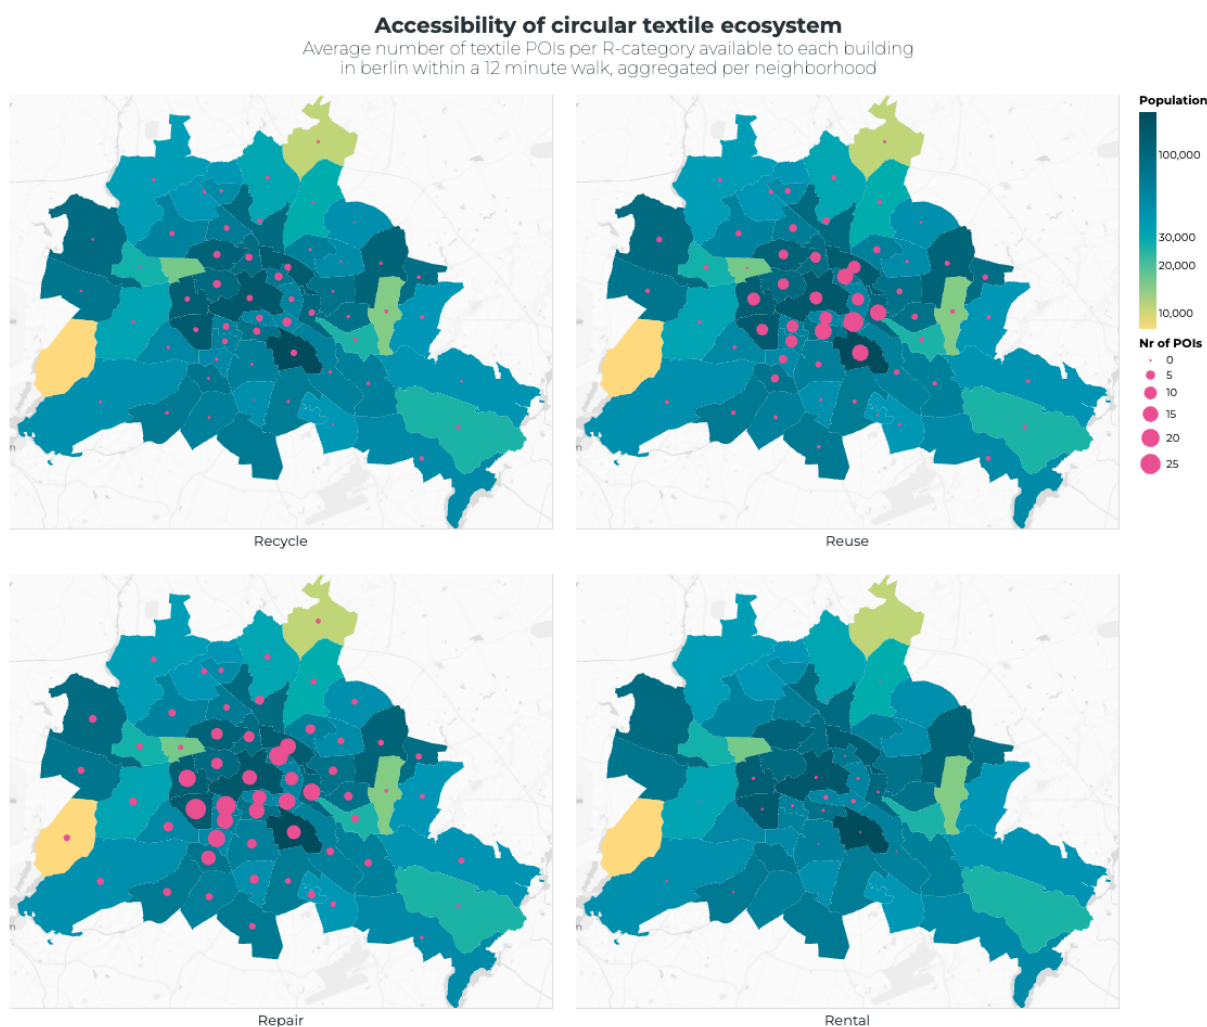 Accessibility of circular textile ecosystem
Average number of textile POIs per R-category available to each building
in berlin within a 12 minute walk, aggregated per neighborhood
Population
100,000
30,000
20,000
10,000
Nr of POIs
0
5
10
15
20
25
n
n
Recycle
Reuse
n
n
Repair
Rental